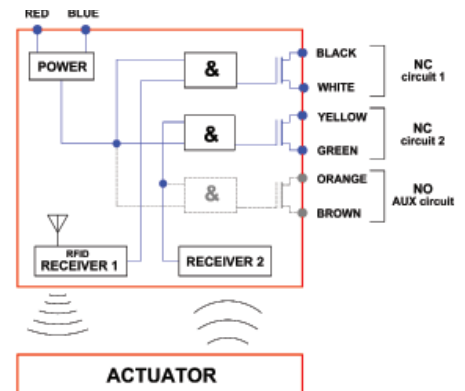 RED BLUE
POWER
&
BLACK
WHITE
NC
circuit 1
&
YELLOW
GREEN
NC
circuit 2
&
ORANGE
BROWN
NO
AUX circuit
RFID
RECEIVER 1
RECEIVER 2
ACTUATOR